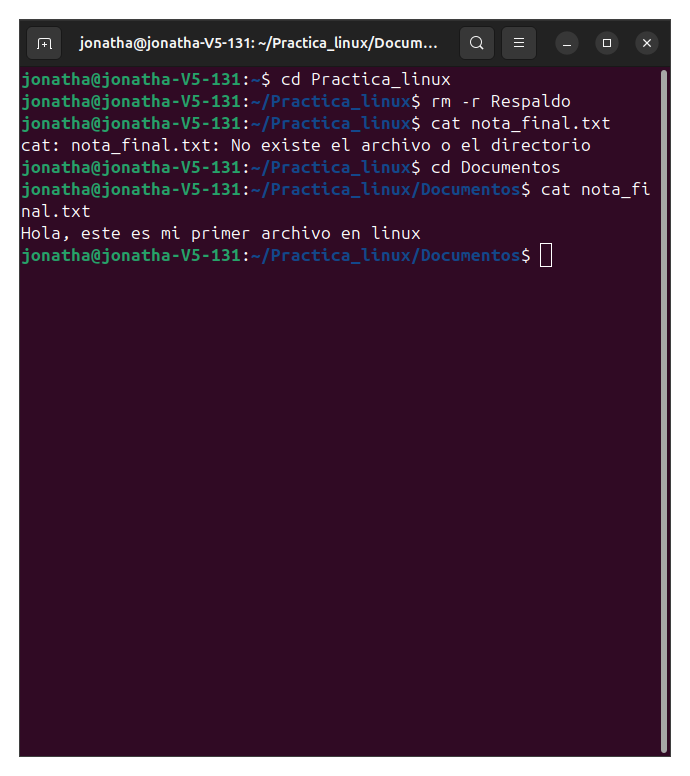 jonatha@jonatha-V5-131: ~/Practica_linux/Docum...
jonatha@jonatha-V5-131:~$ cd Practica_linux
jonatha@jonatha-V5-131:~/Practica_linux$ rm -r Respaldo
jonatha@jonatha-V5-131:~/Practica_linux$ cat nota_final.txt
cat: nota_final.txt: No existe el archivo o el directorio
jonatha@jonatha-V5-131:~/Practica_linux$ cd Documentos
jonatha@jonatha-V5-131:~/Practica_linux/Documentos$ cat nota_fi
nal.txt
Hola, este es mi primer archivo en linux
jonatha@jonatha-V5-131:~/Practica_linux/Documentos$